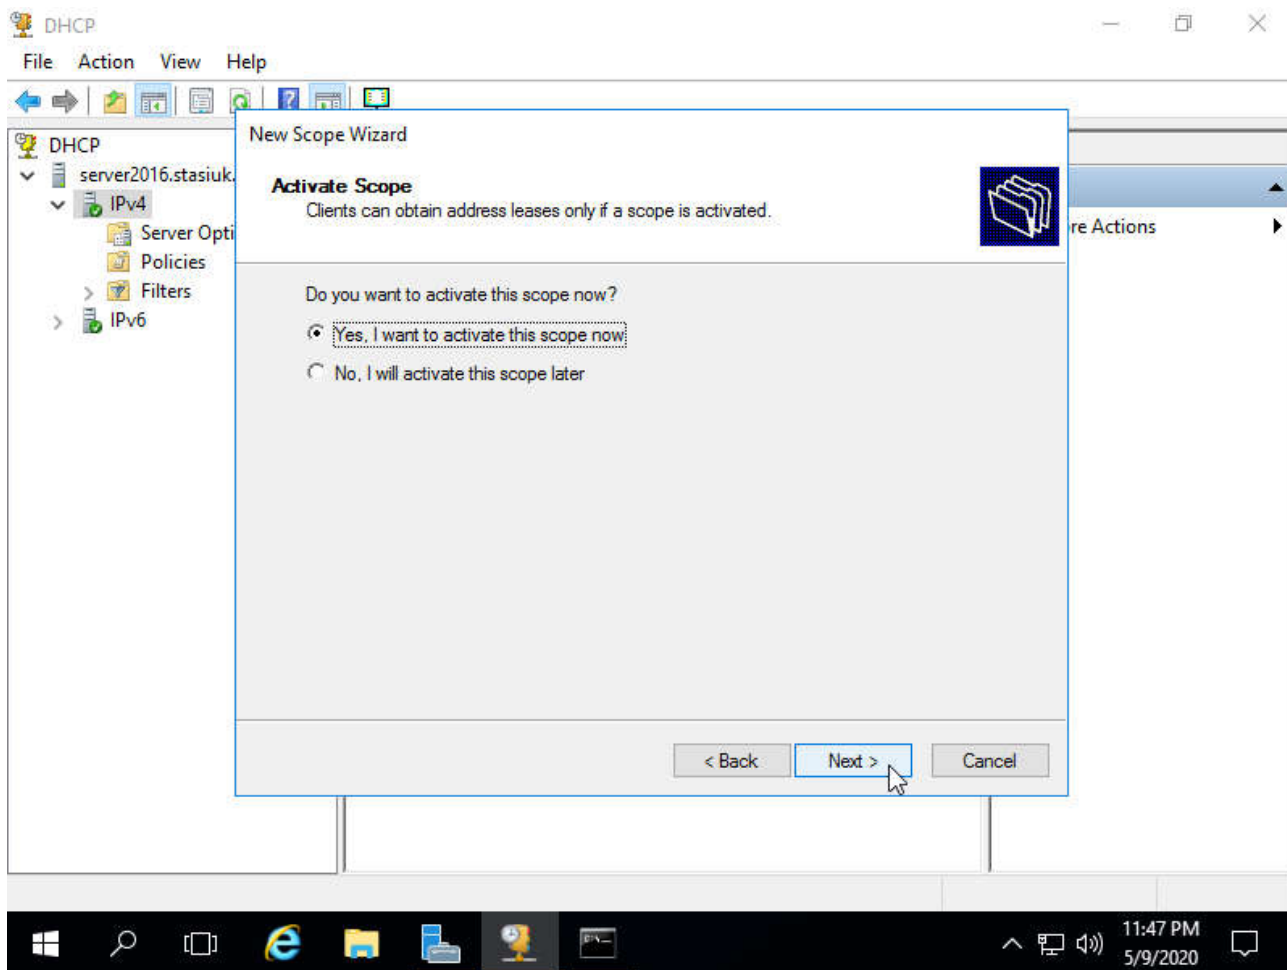 DHCP
File Action View Help
New Scope Wizard
DHCP
server2016.stasiuk.
IPv4
Server Opti
Policies
Filters
IPv6
Activate Scope
Clients can obtain address leases only if a scope is activated.
Do you want to activate this scope now?
Yes, I want to activate this scope now
No, I will activate this scope later
re Actions
< Back Next > Cancel
11:47 PM
5/9/2020